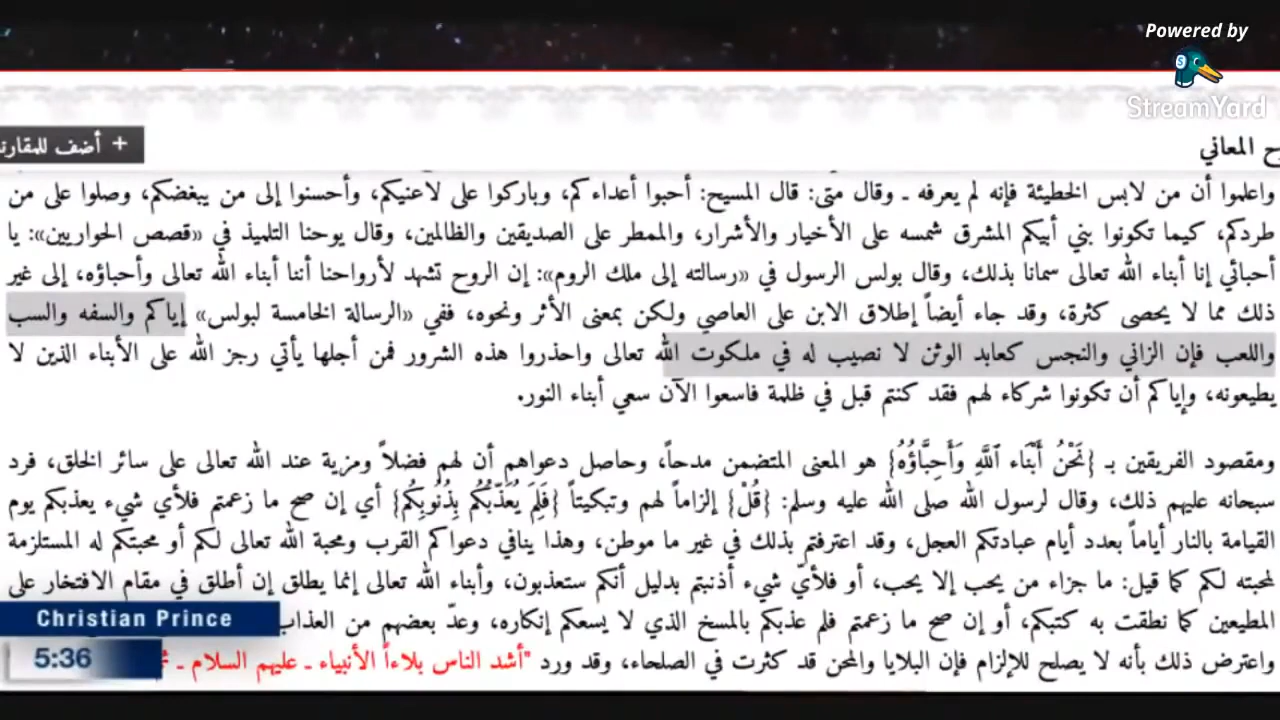 Powered by
StreamYard
+ أضف للمقارنة
ح المعاني
واعلموا أن من لابس الخطيئة فإنه لم يعرفه ـ وقال متى: قال المسيح: أحبوا أعداءكم، وباركوا على لاعنيكم، وأحسنوا إلى من يبغضكم، وصلوا على من
طردكم، كيما تكونوا بني أبيكم المشرق شمسه على الأخيار والأشرار، والممطر على الصديقين والظالمين، وقال يوحنا التلميذ في «قصص الحواريين»: يا
أحبائي إنا أبناء الله تعالى سمانا بذلك، وقال بولس الرسول في «رسالته إلى ملك الروم»: إن الروح تشهد لأرواحنا أننا أبناء الله تعالى وأحباؤه، إلى غير
ذلك مما لا يحصى كثرة، وقد جاء أيضاً إطلاق الابن على العاصي ولكن بمعنى الأثر ونحوه، ففي «الرسالة الخامسة لبولس» إياكم والسفه والسب
واللعب فإن الزاني والنجس كعابد الوثن لا نصيب له في ملكوت الله تعالى واحذروا هذه الشرور فمن أجلها يأتي رجز الله على الأبناء الذين لا
يطيعونه، وإياكم أن تكونوا شركاء لهم فقد كنتم قبل في ظلمة فاسعوا الآن سعي أبناء النور.
ومقصود الفريقين بـ {نَحْنُ أَبْنَاء ٱللَّهِ وَأَحِبَّاؤُهُ} هو المعنى المتضمن مدحاً، وحاصل دعواهم أن لهم فضلاً ومزية عند الله تعالى على سائر الخلق، فرد
سبحانه عليهم ذلك، وقال لرسول الله صلى الله عليه وسلم: {قُلْ} إلزاماً لهم وتبكيتاً {فَلِمَ يُعَذِّبُكُم بِذُنُوبِكُم} أي إن صح ما زعمتم فلأي شيء يعذبكم يوم
القيامة بالنار أياماً بعدد أيام عبادتكم العجل، وقد اعترفتم بذلك في غير ما موطن، وهذا ينافي دعواكم القرب ومحبة الله تعالى لكم أو محبتكم له المستلزمة
لمحبته لكم كما قيل: ما جزاء من يحب إلا يحب، أو فلأيّ شيء أذنبتم بدليل أنكم ستعذبون، وأبناء الله تعالى إنما يطلق إن أطلق في مقام الافتخار على
المطيعين كما نطقت به كتبكم، أو إن صح ما زعمتم فلم عذبكم بالمسخ الذي لا يسعكم إنكاره، وعدّ بعضهم من العذاب
واعترض ذلك بأنه لا يصلح للإلزام فإن البلايا والمحن قد كثرت في الصلحاء، وقد ورد "أشد الناس بلاءاً الأنبياء ـ عليهم السلام ـ
Christian Prince
5:36